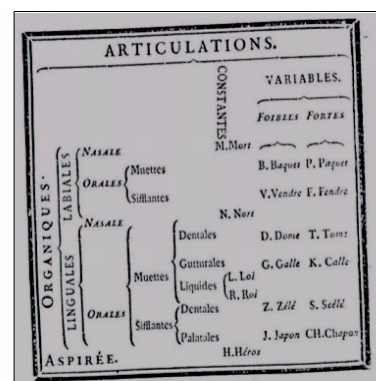 ARTICULATIONS.
CONSTANTES
VARIABLES.
FOIBLES FORTES
ORGANIQUES.
LABIALES
NASALE M. Mort
ORALES
Muettes B. Baquet P. Paquet
Sifflantes V. Vendre F. Fendre
LINGUALES
NASALE N. Nort
ORALES
Muettes
Dentales D. Dome T. Tome
Gutturales G. Galle K. Calle
Liquides L. Loi
R. Roi
Sifflantes
Dentales Z. Zélé S. Scélé
Palatales J. Japon CH. Chapon
ASPIRÉE. H. Héros